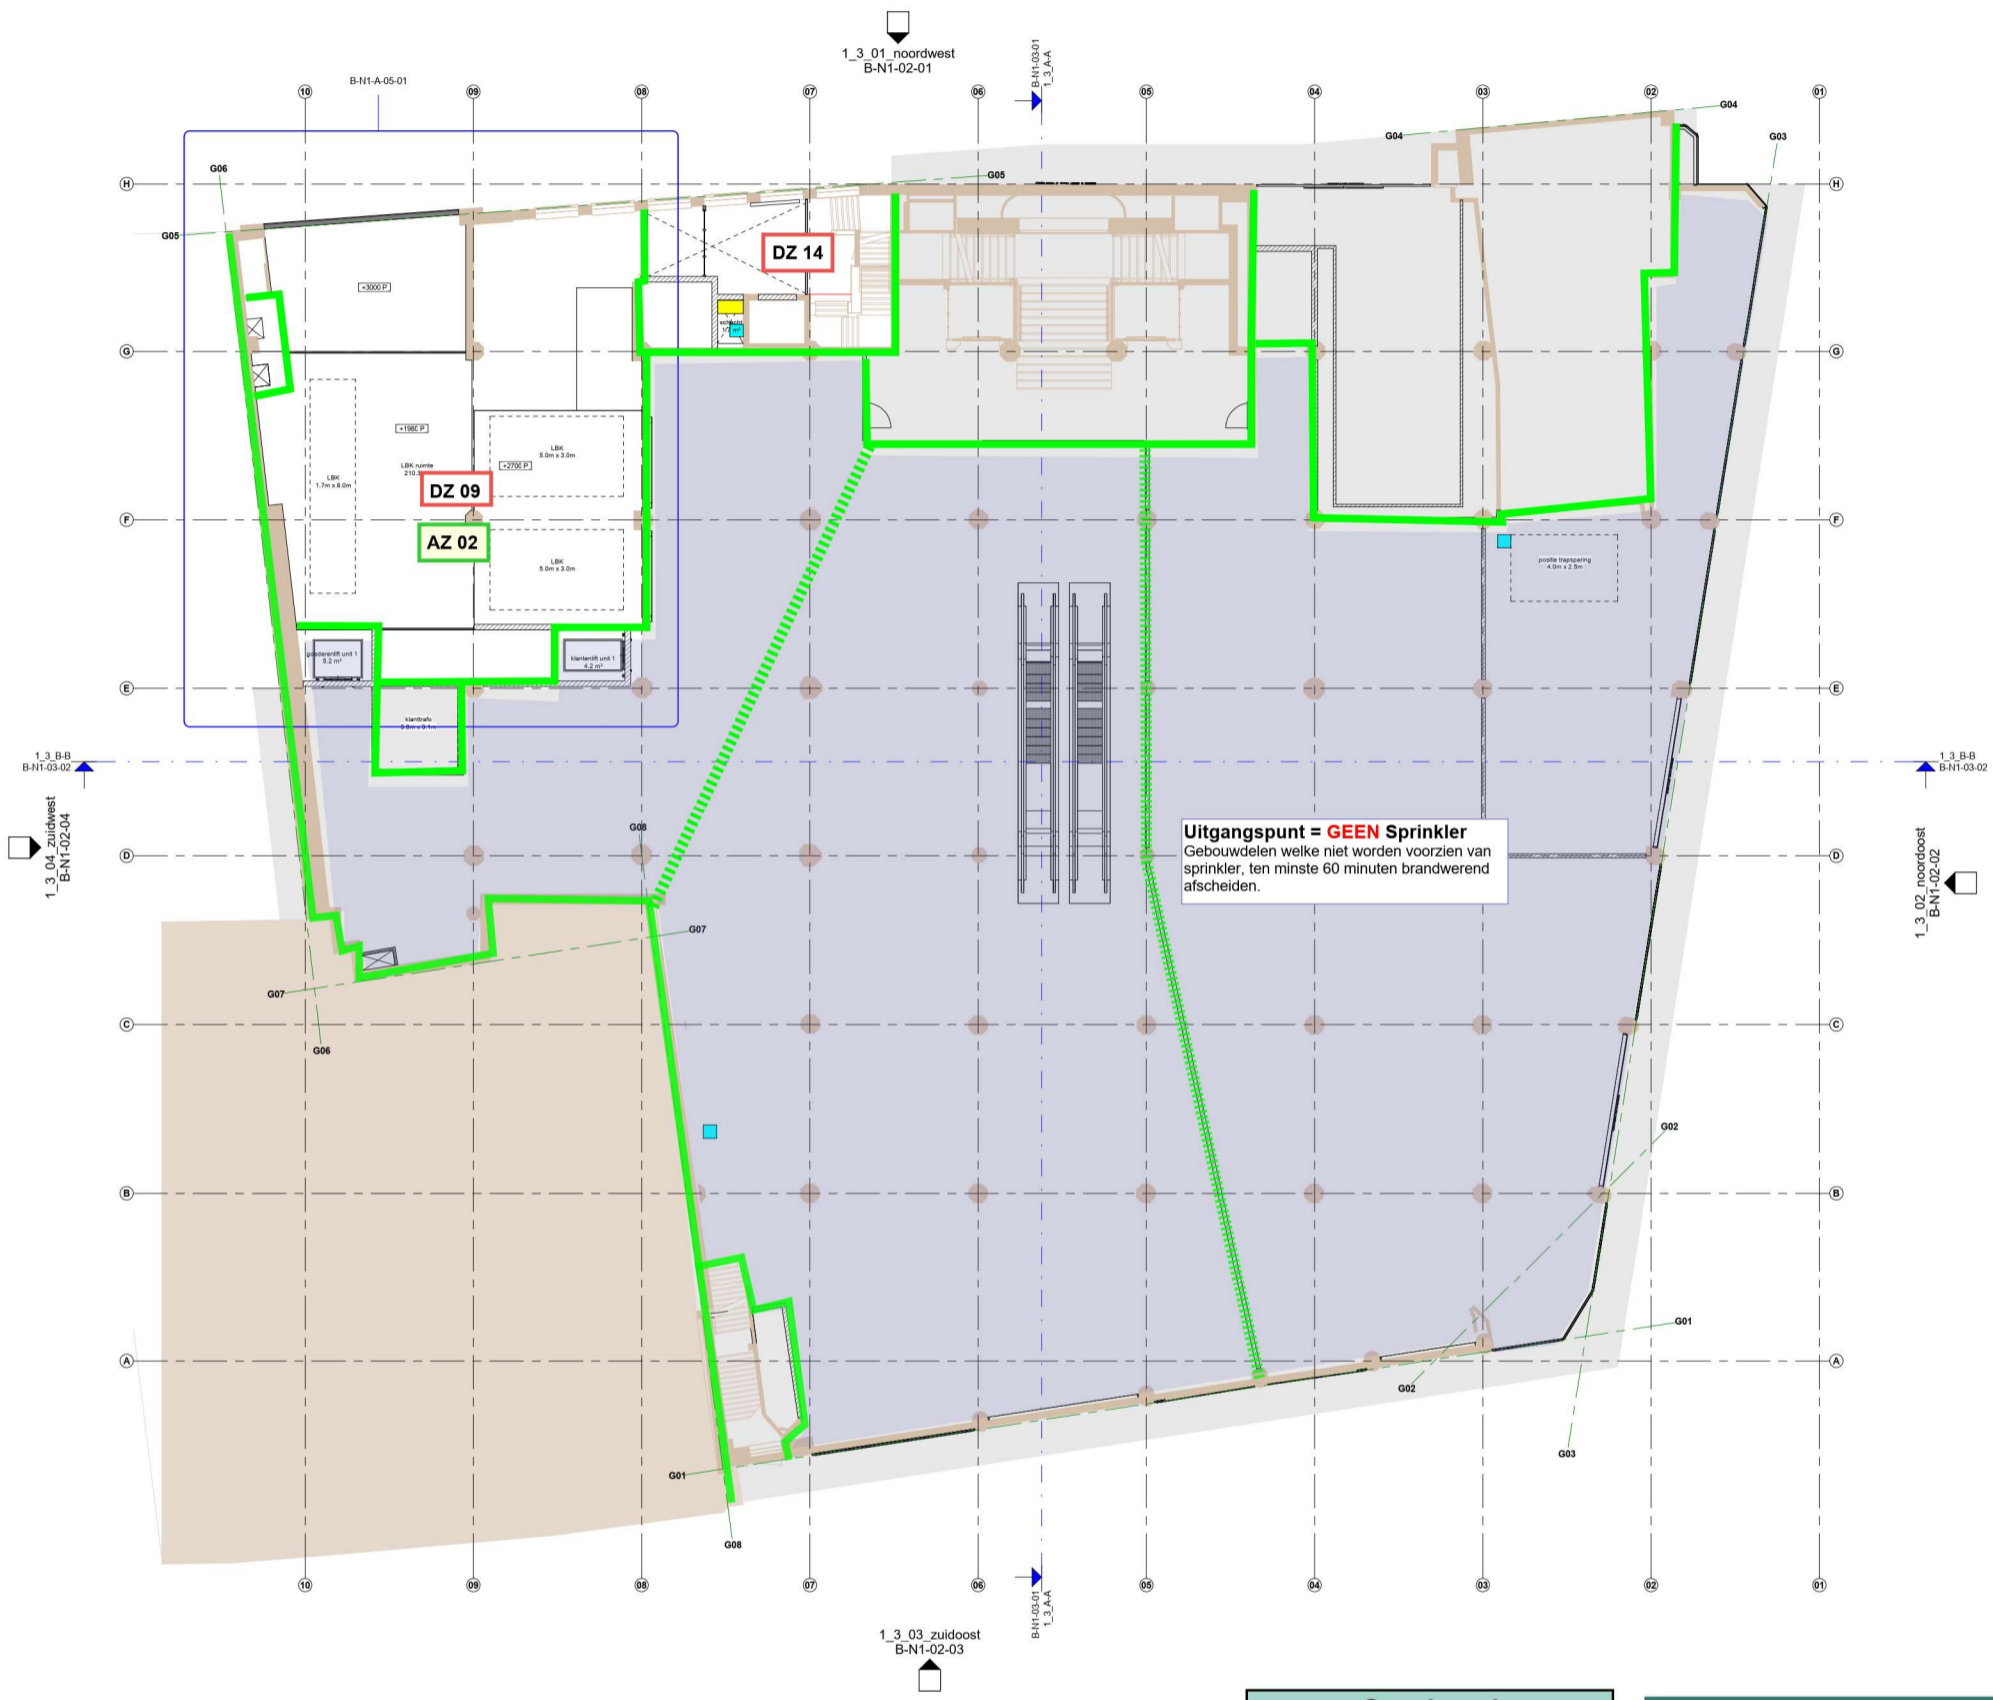 1_3_01_noordwest
B-N1-02-01
B-N1-03-01
1_3_A-A
B-N1-A-05-01
10
09
08
07
06
05
04
03
02
01
G04
G04
G03
G06
G05
G05
H
H
DZ 14
+3000 P
G
G
+1980 P
LBK
5.0m x 3.0m
+2700 P
LBK ruimte
LBK
1.7m x 8.0m
DZ 09
F
F
AZ 02
LBK
5.0m x 3.0m
positie trapsparing
4.0m x 2.5m
goederenlift unit 1
5.2 m²
klantenlift unit 1
4.2 m²
E
E
klanttrafo
1_3_B-B
B-N1-03-02
1_3_B-B
B-N1-03-02
G08
Uitgangspunt = GEEN Sprinkler
Gebouwdelen welke niet worden voorzien van
sprinkler, ten minste 60 minuten brandwerend
afscheiden.
1_3_04_zuidwest
B-N1-02-04
D
D
1_3_02_noordoost
B-N1-02-02
G07
G07
C
C
G06
G02
B
B
G01
A
A
G02
G03
G01
G08
10
09
08
07
06
05
04
03
02
01
B-N1-03-01
1_3_A-A
1_3_03_zuidoost
B-N1-02-03